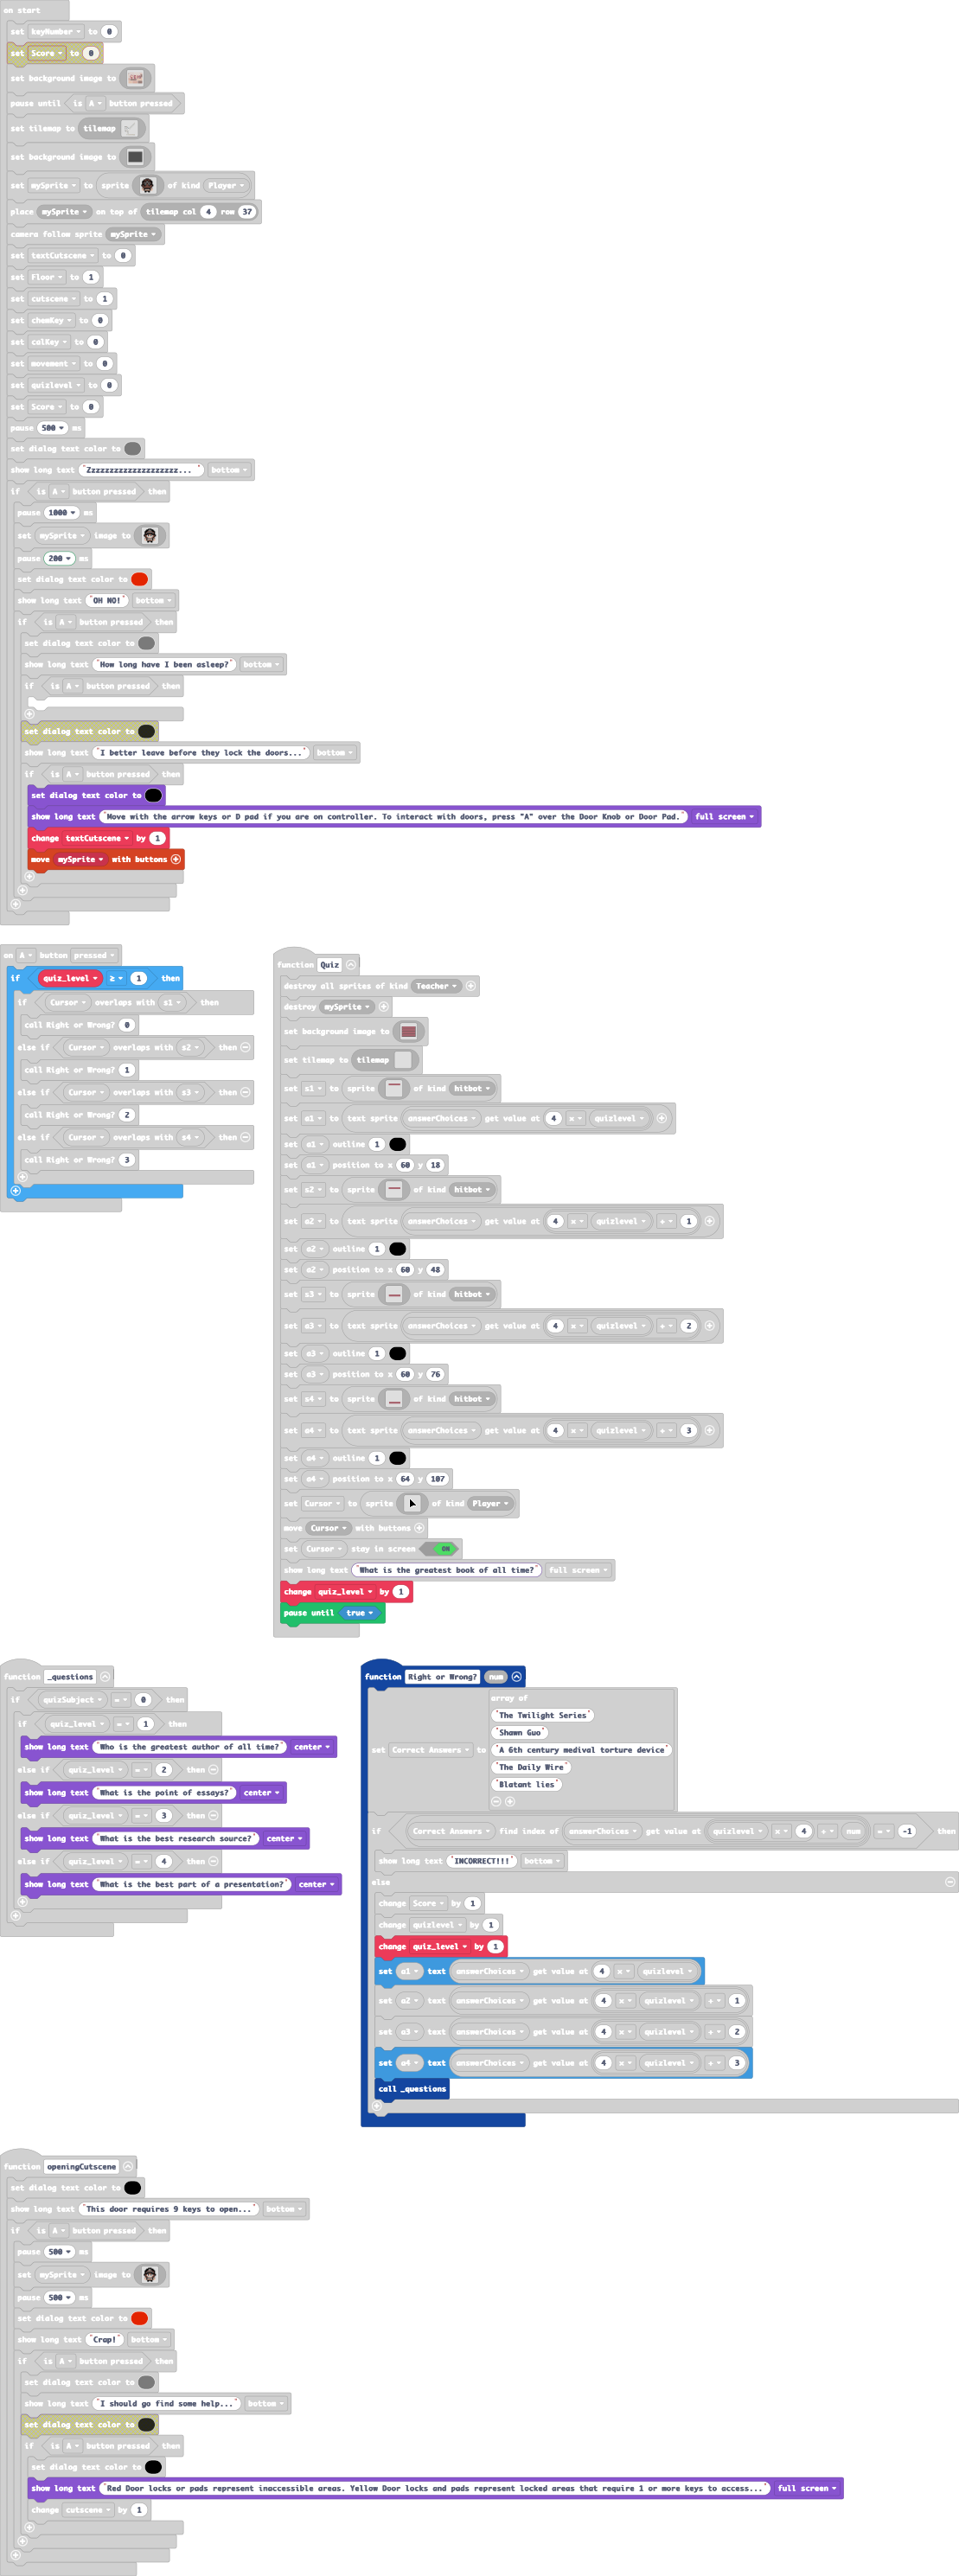 on start
set keyNumber to 0
set Score to 0
set background image to
pause until is A button pressed
set tilemap to tilemap
set background image to
set mySprite to sprite of kind Player
place mySprite on top of tilemap col 4 row 37
camera follow sprite mySprite
set textCutscene to 0
set Floor to 1
set cutscene to 1
set chemKey to 0
set calKey to 0
set movement to 0
set quizlevel to 0
set Score to 0
pause 500 ms
set dialog text color to
show long text "Zzzzzzzzzzzzzzzzzzzz... " bottom
if is A button pressed then
pause 1000 ms
set mySprite image to
pause 200 ms
set dialog text color to
show long text "OH NO!" bottom
if is A button pressed then
set dialog text color to
show long text "How long have I been asleep?" bottom
if is A button pressed then
set dialog text color to
show long text "I better leave before they lock the doors..." bottom
if is A button pressed then
set dialog text color to
show long text "Move with the arrow keys or D pad if you are on controller. To interact with doors, press "A" over the Door Knob or Door Pad." full screen
change textCutscene by 1
move mySprite with buttons
on A button pressed
if quiz_level ≥ 1 then
if Cursor overlaps with s1 then
call Right or Wrong? 0
else if Cursor overlaps with s2 then
call Right or Wrong? 1
else if Cursor overlaps with s3 then
call Right or Wrong? 2
else if Cursor overlaps with s4 then
call Right or Wrong? 3
function Quiz
destroy all sprites of kind Teacher
destroy mySprite
set background image to
set tilemap to tilemap
set s1 to sprite of kind hitbot
set a1 to text sprite answerChoices get value at 4 × quizlevel
set a1 outline 1
set a1 position to x 60 y 18
set s2 to sprite of kind hitbot
set a2 to text sprite answerChoices get value at 4 × quizlevel + 1
set a2 outline 1
set a2 position to x 60 y 48
set s3 to sprite of kind hitbot
set a3 to text sprite answerChoices get value at 4 × quizlevel + 2
set a3 outline 1
set a3 position to x 60 y 76
set s4 to sprite of kind hitbot
set a4 to text sprite answerChoices get value at 4 × quizlevel + 3
set a4 outline 1
set a4 position to x 64 y 107
set Cursor to sprite of kind Player
move Cursor with buttons
set Cursor stay in screen ON
show long text "What is the greatest book of all time?" full screen
change quiz_level by 1
pause until true
function _questions
if quizSubject = 0 then
if quiz_level = 1 then
show long text "Who is the greatest author of all time?" center
else if quiz_level = 2 then
show long text "What is the point of essays?" center
else if quiz_level = 3 then
show long text "What is the best research source?" center
else if quiz_level = 4 then
show long text "What is the best part of a presentation?" center
function Right or Wrong? num
set Correct Answers to array of
"The Twilight Series"
"Shawn Guo"
"A 6th century medival torture device"
"The Daily Wire"
"Blatant lies"
if Correct Answers find index of answerChoices get value at quizlevel × 4 + num = -1 then
show long text "INCORRECT!!!" bottom
else
change Score by 1
change quizlevel by 1
change quiz_level by 1
set a1 text answerChoices get value at 4 × quizlevel
set a2 text answerChoices get value at 4 × quizlevel + 1
set a3 text answerChoices get value at 4 × quizlevel + 2
set a4 text answerChoices get value at 4 × quizlevel + 3
call _questions
function openingCutscene
set dialog text color to
show long text "This door requires 9 keys to open..." bottom
if is A button pressed then
pause 500 ms
set mySprite image to
pause 500 ms
set dialog text color to
show long text "Crap!" bottom
if is A button pressed then
set dialog text color to
show long text "I should go find some help..." bottom
set dialog text color to
if is A button pressed then
set dialog text color to
show long text "Red Door locks or pads represent inaccessible areas. Yellow Door locks and pads represent locked areas that require 1 or more keys to access..." full screen
change cutscene by 1